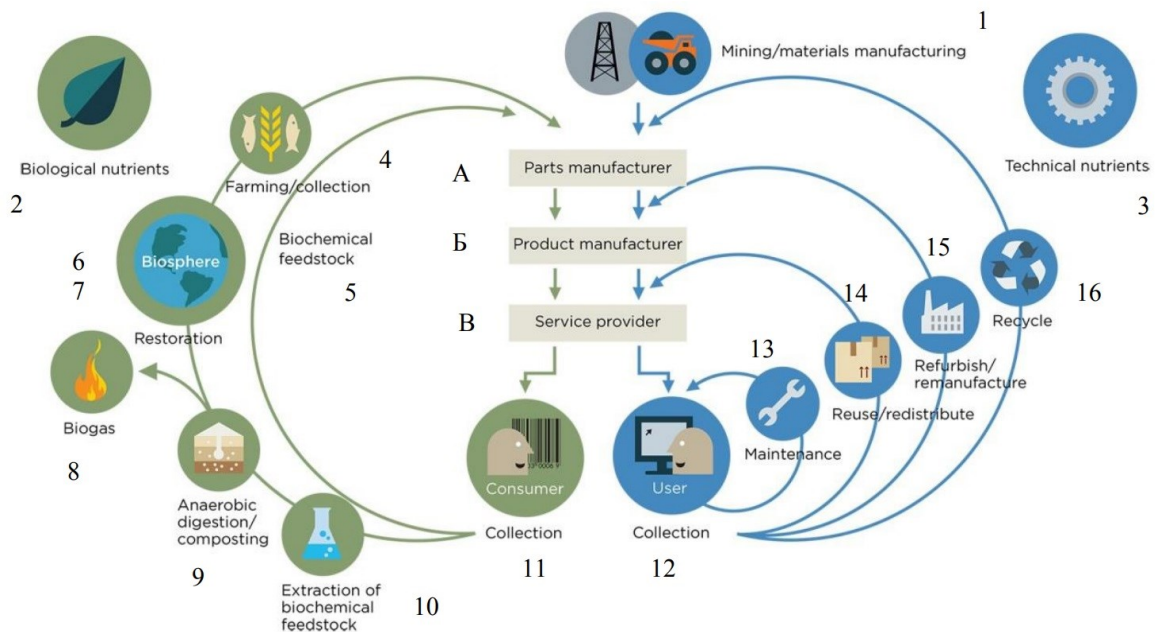 1
Mining/materials manufacturing
Biological nutrients
2
Technical nutrients
3
Farming/collection
4
Biochemical
feedstock
5
6
7
Biosphere
Restoration
Biogas
8
Anaerobic
digestion/
composting
9
Extraction of
biochemical
feedstock
10
А
Parts manufacturer
Б
Product manufacturer
В
Service provider
Consumer
Collection
11
User
Collection
12
13
Maintenance
14
Reuse/redistribute
15
Refurbish/
remanufacture
Recycle
16